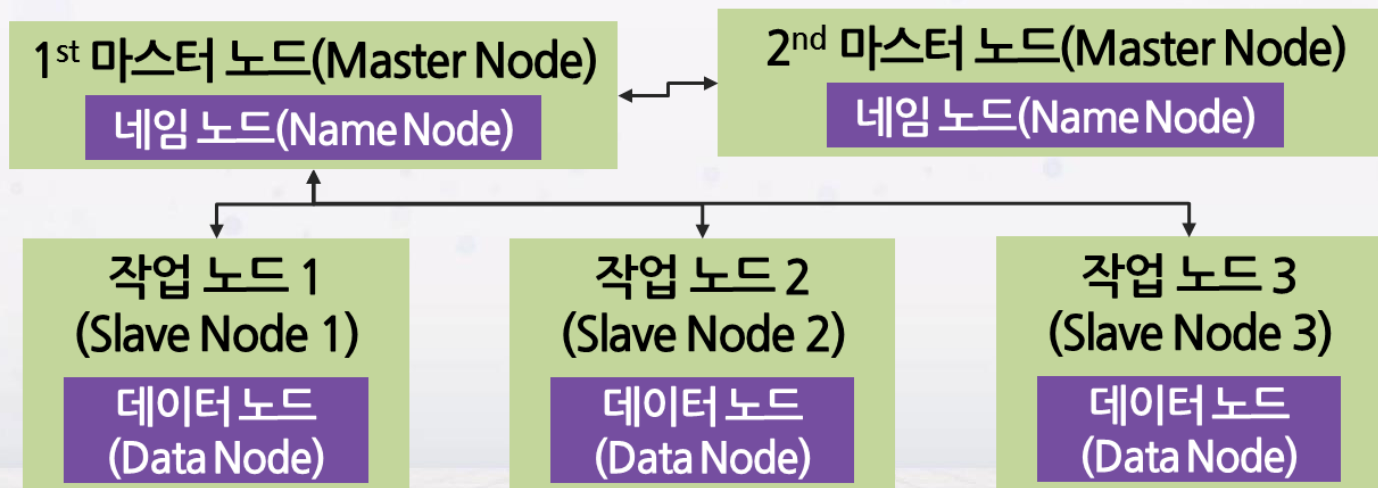 1st 마스터 노드(Master Node)
네임 노드(Name Node)
2nd 마스터 노드(Master Node)
네임 노드(Name Node)
작업 노드 1
(Slave Node 1)
데이터 노드
(Data Node)
작업 노드 2
(Slave Node 2)
데이터 노드
(Data Node)
작업 노드 3
(Slave Node 3)
데이터 노드
(Data Node)